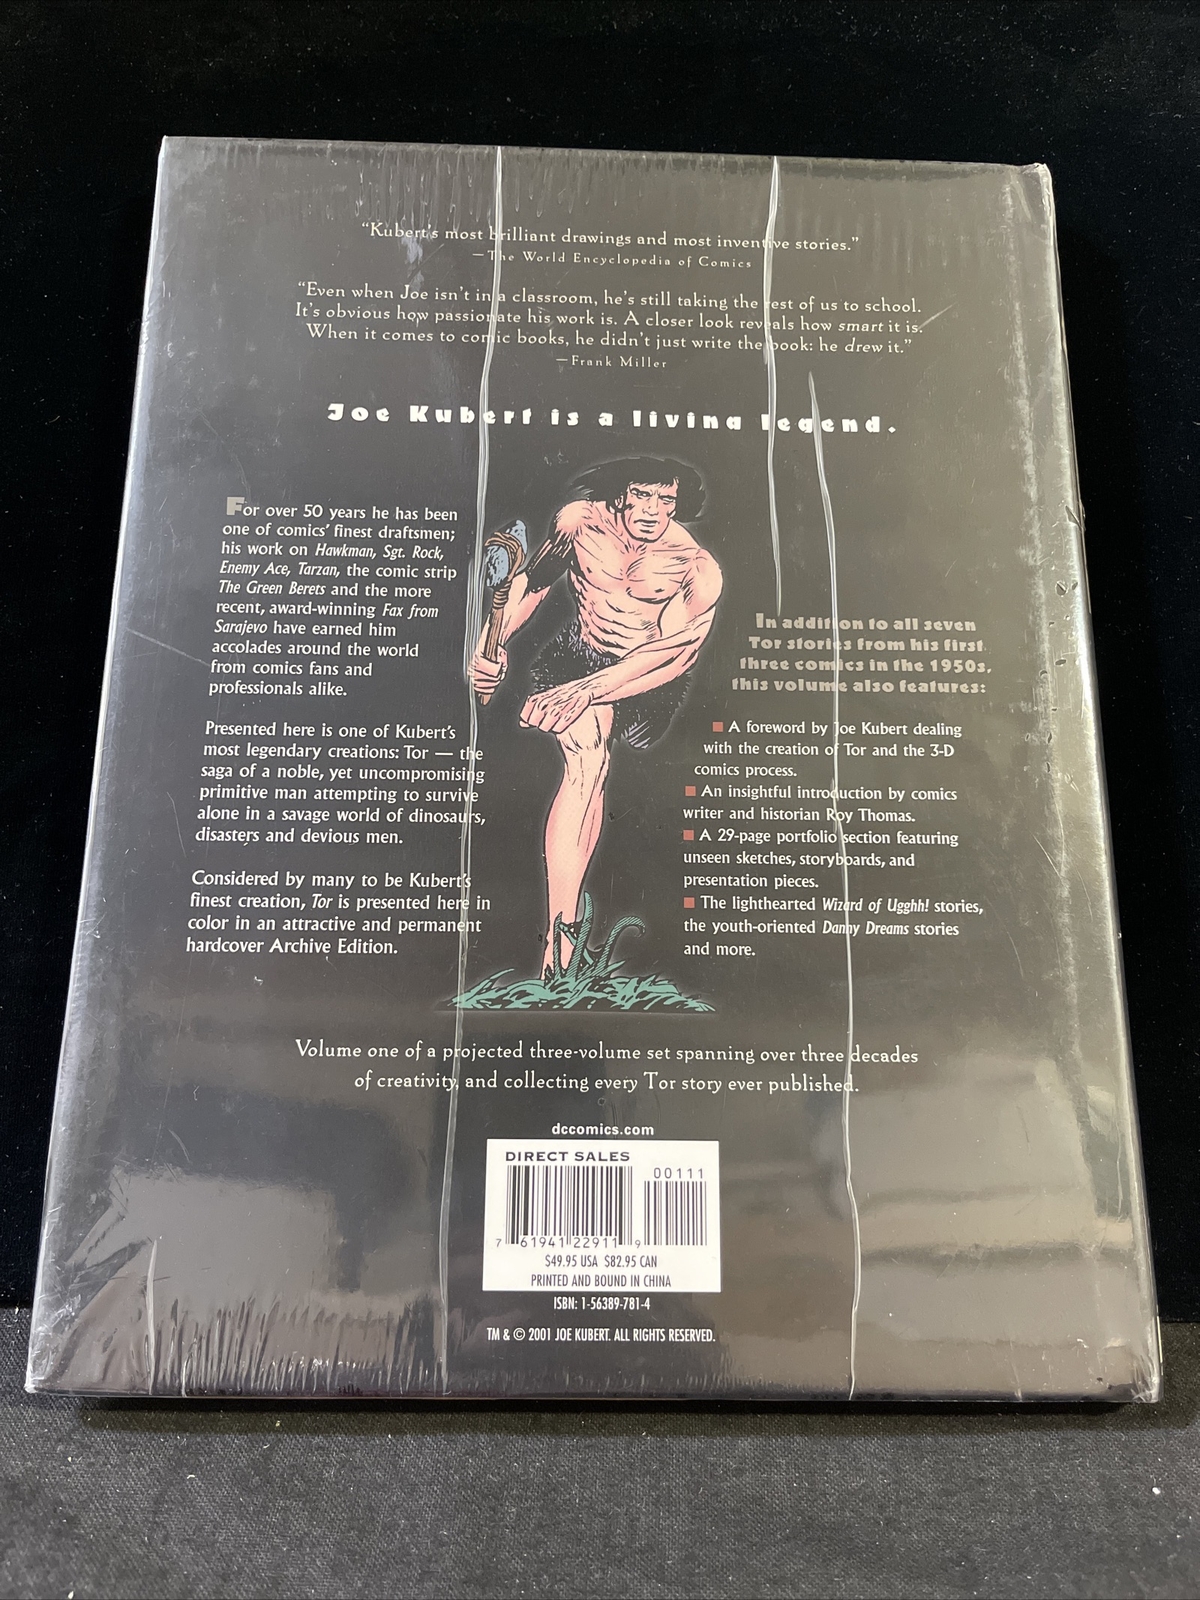 “Kubert’s most brilliant drawings and most inventive stories.”
—The World Encyclopedia of Comics
“Even when Joe isn’t in a classroom, he’s still taking the rest of us to school.
It’s obvious how passionate his work is. A closer look reveals how smart it is.
When it comes to comic books, he didn’t just write the book: he drew it.”
—Frank Miller
Joe Kubert is a living legend.
For over 50 years he has been
one of comics’ finest draftsmen;
his work on Hawkman, Sgt. Rock,
Enemy Ace, Tarzan, the comic strip
The Green Berets and the more
recent, award-winning Fax from
Sarajevo have earned him
accolades around the world
from comics fans and
professionals alike.
Presented here is one of Kubert’s
most legendary creations: Tor — the
saga of a noble, yet uncompromising
primitive man attempting to survive
alone in a savage world of dinosaurs,
disasters and devious men.
Considered by many to be Kubert’s
finest creation, Tor is presented here in
color in an attractive and permanent
hardcover Archive Edition.
In addition to all seven
Tor stories from his first
three comics in the 1950s,
this volume also features:
■ A foreword by Joe Kubert dealing
with the creation of Tor and the 3-D
comics process.
■ An insightful introduction by comics
writer and historian Roy Thomas.
■ A 29-page portfolio section featuring
unseen sketches, storyboards, and
presentation pieces.
■ The lighthearted Wizard of Ugghh! stories,
the youth-oriented Danny Dreams stories
and more.
Volume one of a projected three-volume set spanning over three decades
of creativity, and collecting every Tor story ever published.
dccomics.com
DIRECT SALES
00111
7 61941 22911 9
$49.95 USA $82.95 CAN
PRINTED AND BOUND IN CHINA
ISBN: 1-56389-781-4
TM & © 2001 JOE KUBERT. ALL RIGHTS RESERVED.